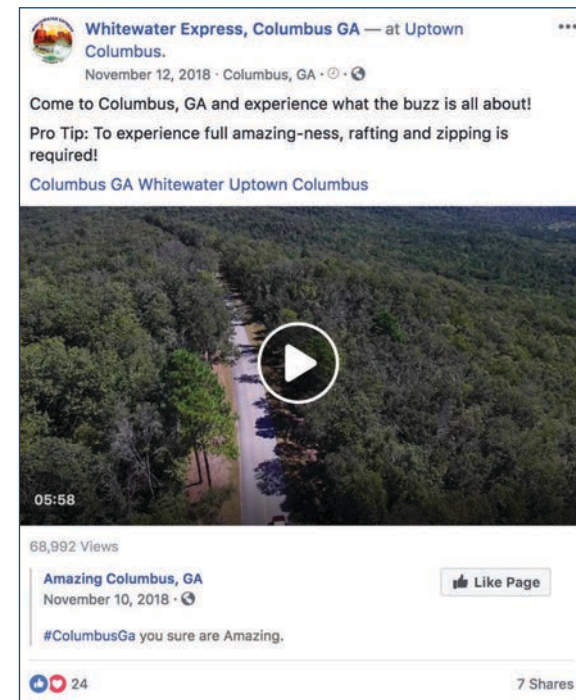 Whitewater Express, Columbus GA — at Uptown
Columbus.
November 12, 2018 · Columbus, GA ·
Come to Columbus, GA and experience what the buzz is all about!
Pro Tip: To experience full amazing-ness, rafting and zipping is
required!
Columbus GA Whitewater Uptown Columbus
05:58
68,992 Views
Amazing Columbus, GA
November 10, 2018 ·
Like Page
#ColumbusGa you sure are Amazing.
24
7 Shares